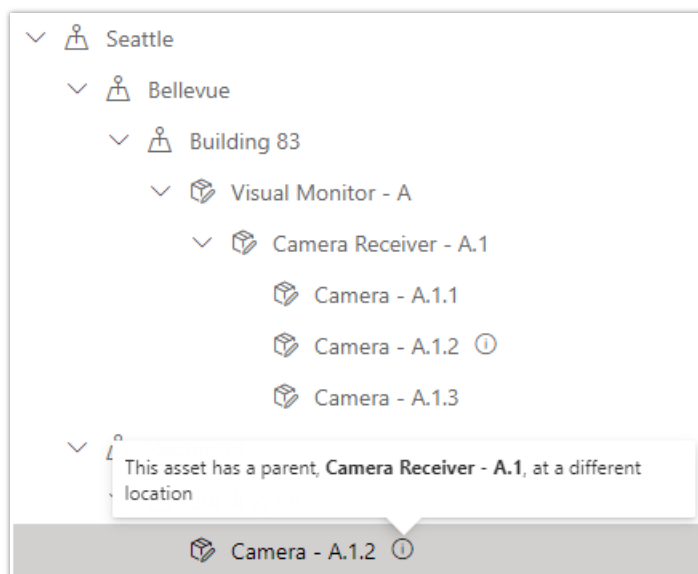 Seattle
Bellevue
Building 83
Visual Monitor - A
Camera Receiver - A.1
Camera - A.1.1
Camera - A.1.2
Camera - A.1.3
This asset has a parent, Camera Receiver - A.1, at a different
location
Camera - A.1.2